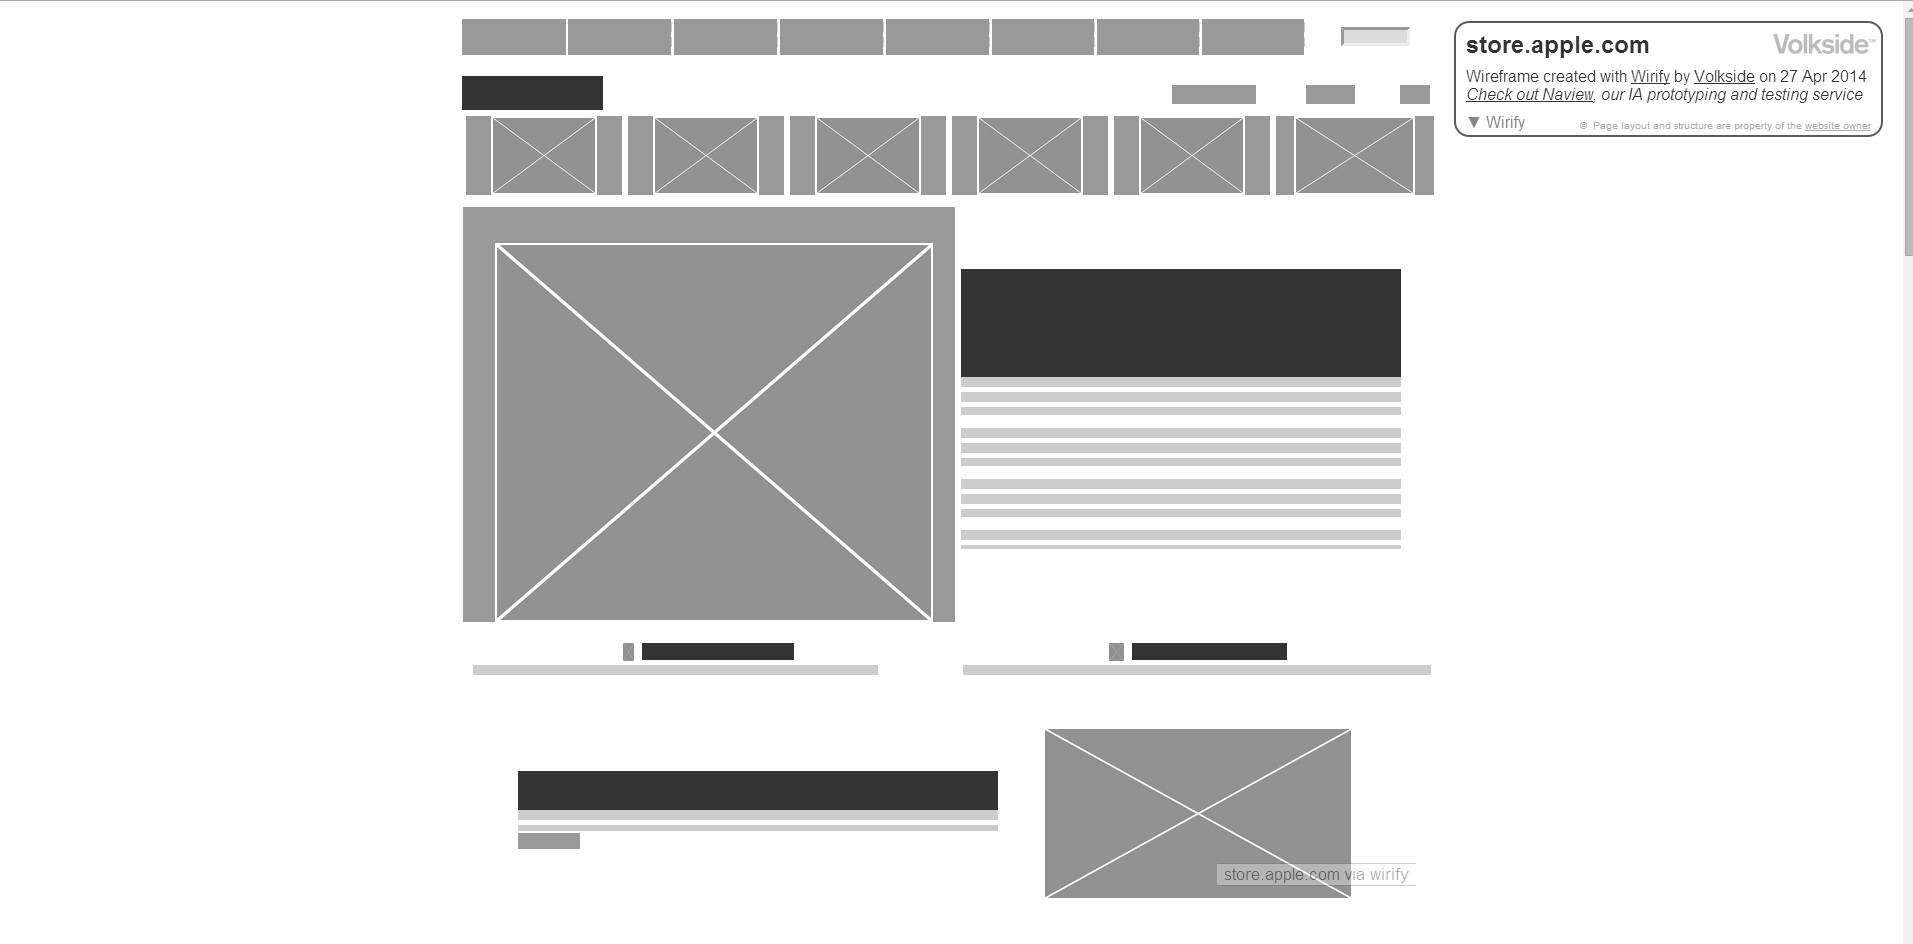 store.apple.com
Volkside™
Wireframe created with Wirify by Volkside on 27 Apr 2014
Check out Naview, our IA prototyping and testing service
▼ Wirify
© Page layout and structure are property of the website owner
store.apple.com via wirify